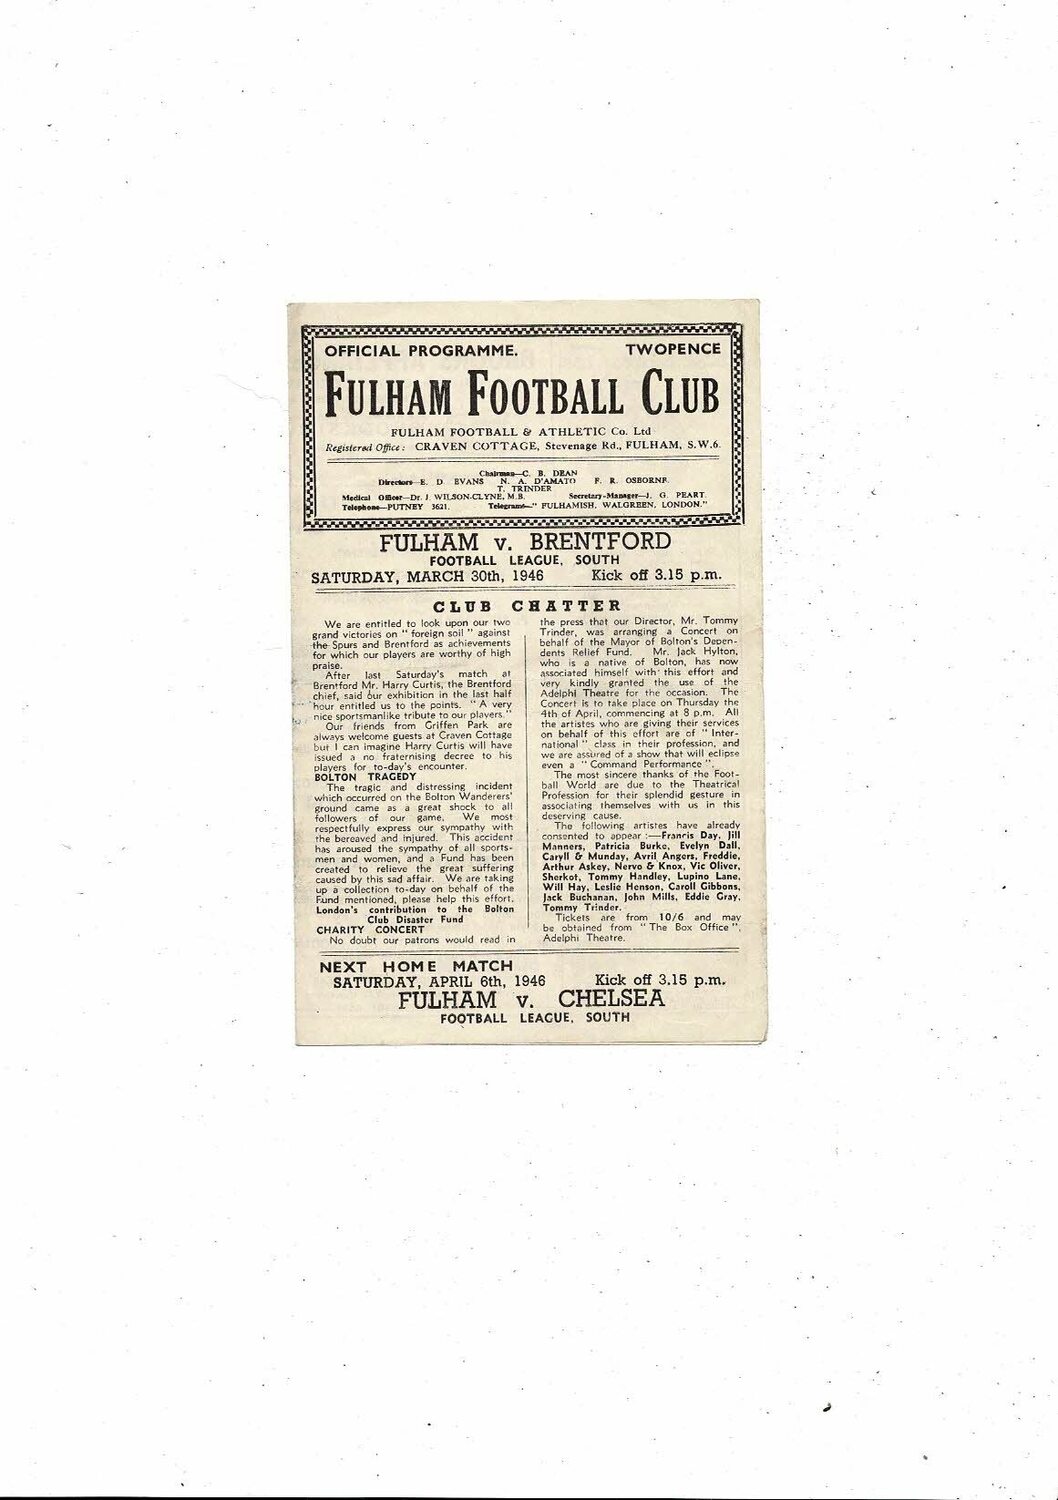 OFFICIAL PROGRAMME. TWOPENCE
FULHAM FOOTBALL CLUB
FULHAM FOOTBALL & ATHLETIC Co. Ltd
Registered Office: CRAVEN COTTAGE, Stevenage Rd., FULHAM, S.W.6.
Chairman—C. B. DEAN
Directors—E. D. EVANS N. A. D'AMATO F. R. OSBORNE.
T. TRINDER
Medical Officer—Dr. J. WILSON-CLYNE, M.B. Secretary-Manager—J. G. PEART.
Telephone—PUTNEY 3621. Telegrams—" FULHAMISH, WALGREEN, LONDON."
FULHAM v. BRENTFORD
FOOTBALL LEAGUE, SOUTH
SATURDAY, MARCH 30th, 1946 Kick off 3.15 p.m.
CLUB CHATTER
We are entitled to look upon our two
grand victories on " foreign soil " against
the Spurs and Brentford as achievements
for which our players are worthy of high
praise.
After last Saturday's match at
Brentford Mr. Harry Curtis, the Brentford
chief, said our exhibition in the last half
hour entitled us to the points. " A very
nice sportsmanlike tribute to our players."
Our friends from Griffen Park are
always welcome guests at Craven Cottage
but I can imagine Harry Curtis will have
issued a no fraternising decree to his
players for to-day's encounter.
BOLTON TRAGEDY
The tragic and distressing incident
which occurred on the Bolton Wanderers'
ground came as a great shock to all
followers of our game. We most
respectfully express our sympathy with
the bereaved and injured. This accident
has aroused the sympathy of all sports-
men and women, and a Fund has been
created to relieve the great suffering
caused by this sad affair. We are taking
up a collection to-day on behalf of the
Fund mentioned, please help this effort.
London's contribution to the Bolton
Club Disaster Fund
CHARITY CONCERT
No doubt our patrons would read in
the press that our Director, Mr. Tommy
Trinder, was arranging a Concert on
behalf of the Mayor of Bolton's Depen-
dents Relief Fund. Mr. Jack Hylton,
who is a native of Bolton, has now
associated himself with this effort and
very kindly granted the use of the
Adelphi Theatre for the occasion. The
Concert is to take place on Thursday the
4th of April, commencing at 8 p.m. All
the artistes who are giving their services
on behalf of this effort are of " Inter-
national " class in their profession, and
we are assured of a show that will eclipse
even a " Command Performance ".
The most sincere thanks of the Foot-
ball World are due to the Theatrical
Profession for their splendid gesture in
associating themselves with us in this
deserving cause.
The following artistes have already
consented to appear :—Francis Day, Jill
Manners, Patricia Burke, Evelyn Dall,
Caryll & Munday, Avril Angers, Freddie,
Arthur Askey, Nervo & Knox, Vic Oliver,
Sherkot, Tommy Handley, Lupino Lane,
Will Hay, Leslie Henson, Caroll Gibbons,
Jack Buchanan, John Mills, Eddie Gray,
Tommy Trinder.
Tickets are from 10/6 and may
be obtained from " The Box Office ",
Adelphi Theatre.
NEXT HOME MATCH
SATURDAY, APRIL 6th, 1946 Kick off 3.15 p.m.
FULHAM v. CHELSEA
FOOTBALL LEAGUE, SOUTH